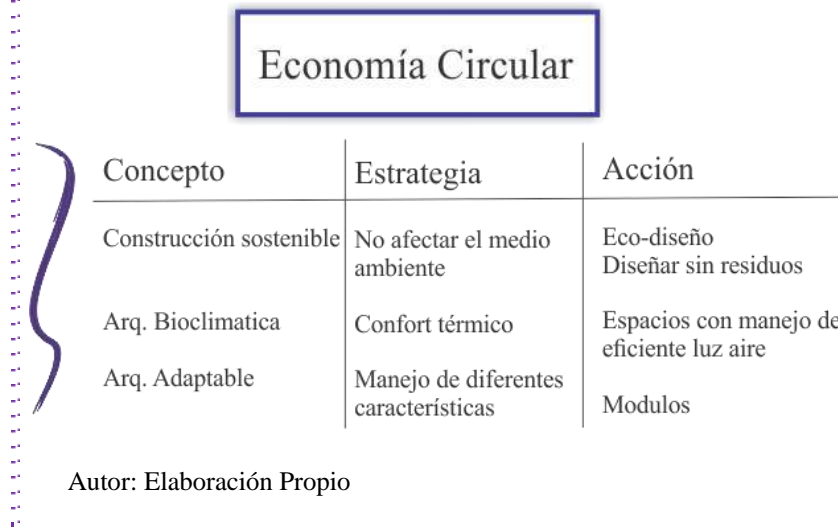 Economía Circular
Concepto
Estrategia
Acción
Construcción sostenible
No afectar el medio
ambiente
Eco-diseño
Diseñar sin residuos
Arq. Bioclimatica
Confort térmico
Espacios con manejo de
eficiente luz aire
Arq. Adaptable
Manejo de diferentes
características
Modulos
Autor: Elaboración Propio